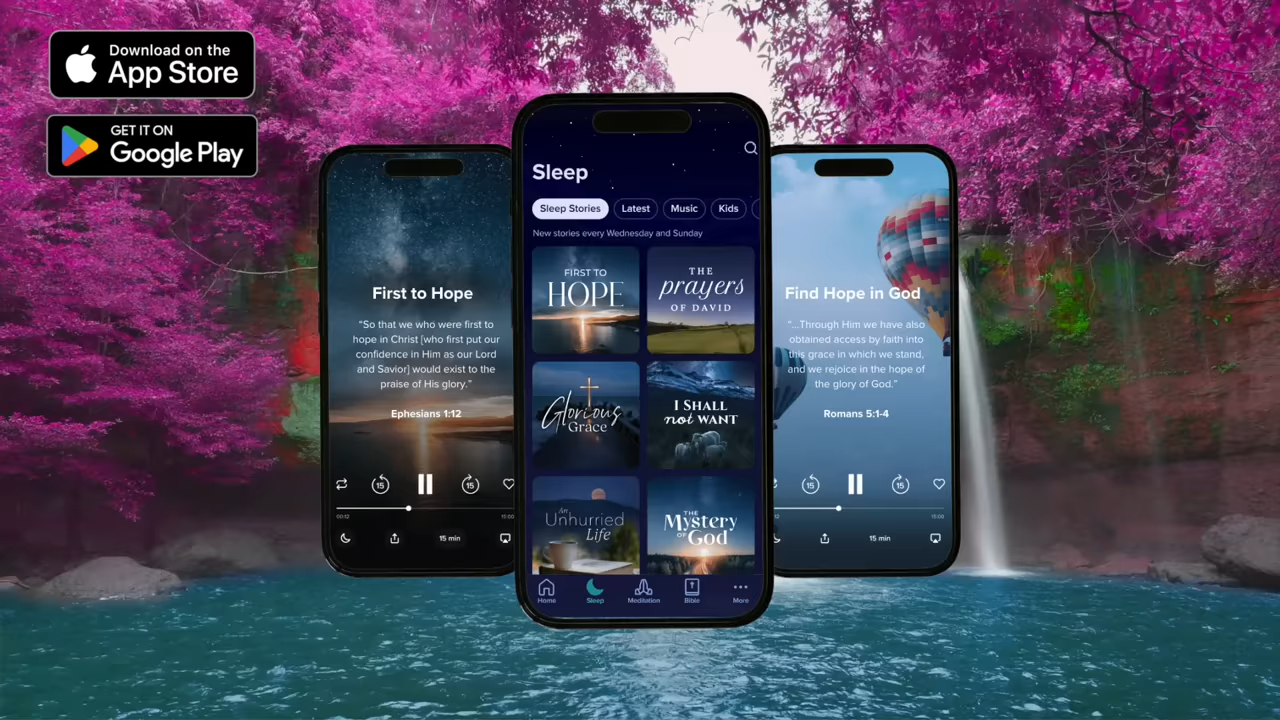 Download on the
App Store
GET IT ON
Google Play
First to Hope
“So that we who were first to
hope in Christ [who first put our
confidence in Him as our Lord
and Savior] would exist to the
praise of His glory.”
Ephesians 1:12
15
15
00:12
15:00
15 min
Sleep
Sleep Stories
Latest
Music
Kids
New stories every Wednesday and Sunday
FIRST TO
HOPE
THE
prayers
OF DAVID
Glorious
Grace
I SHALL
not WANT
An
Unhurried
Life
THE
Mystery
OF
God
Home
Sleep
Meditation
Bible
More
Find Hope in God
“...Through Him we have also
obtained access by faith into
this grace in which we stand,
and we rejoice in the hope of
the glory of God.”
Romans 5:1-4
15
15
15:00
15 min